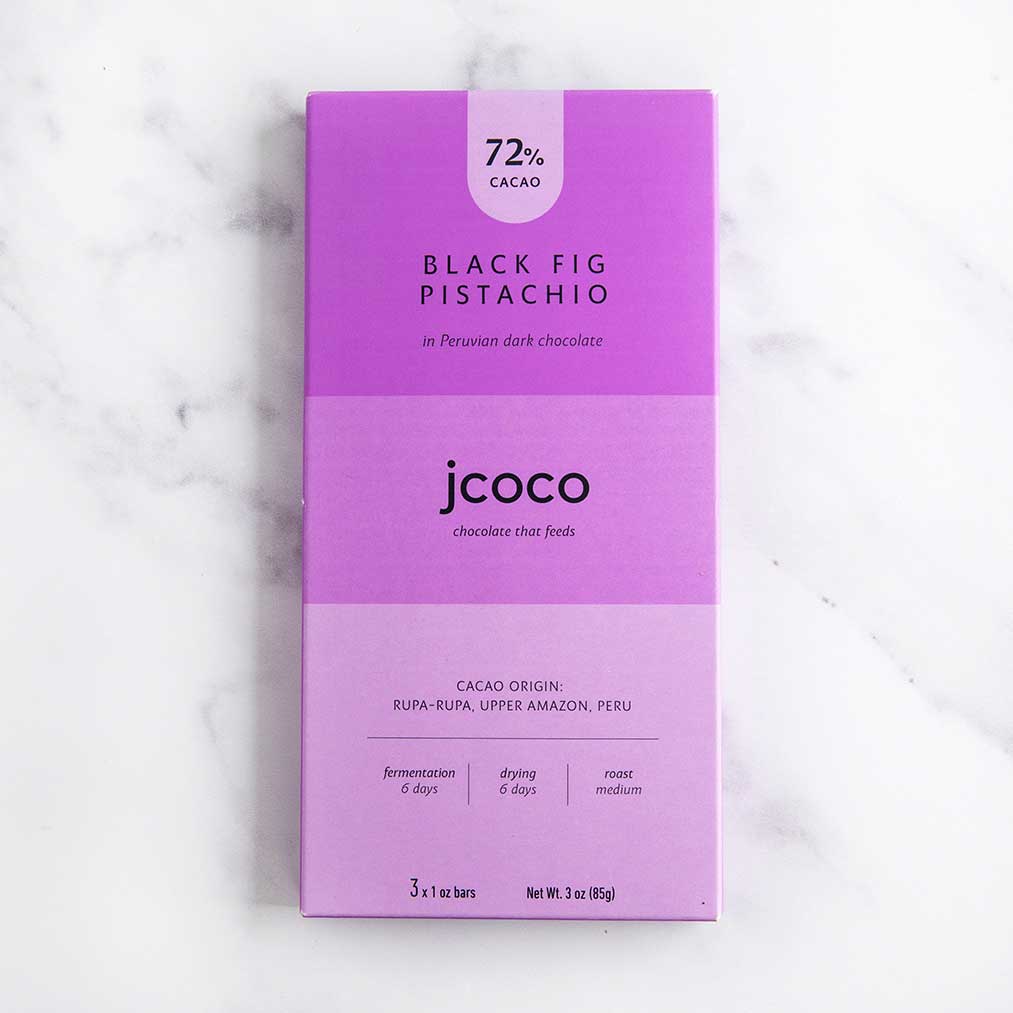 72%
CACAO
BLACK FIG
PISTACHIO
in Peruvian dark chocolate
jcoco
chocolate that feeds
CACAO ORIGIN:
RUPA-RUPA, UPPER AMAZON, PERU
fermentation drying roast
6 days 6 days medium
3 x 1 oz bars Net Wt. 3 oz (85g)